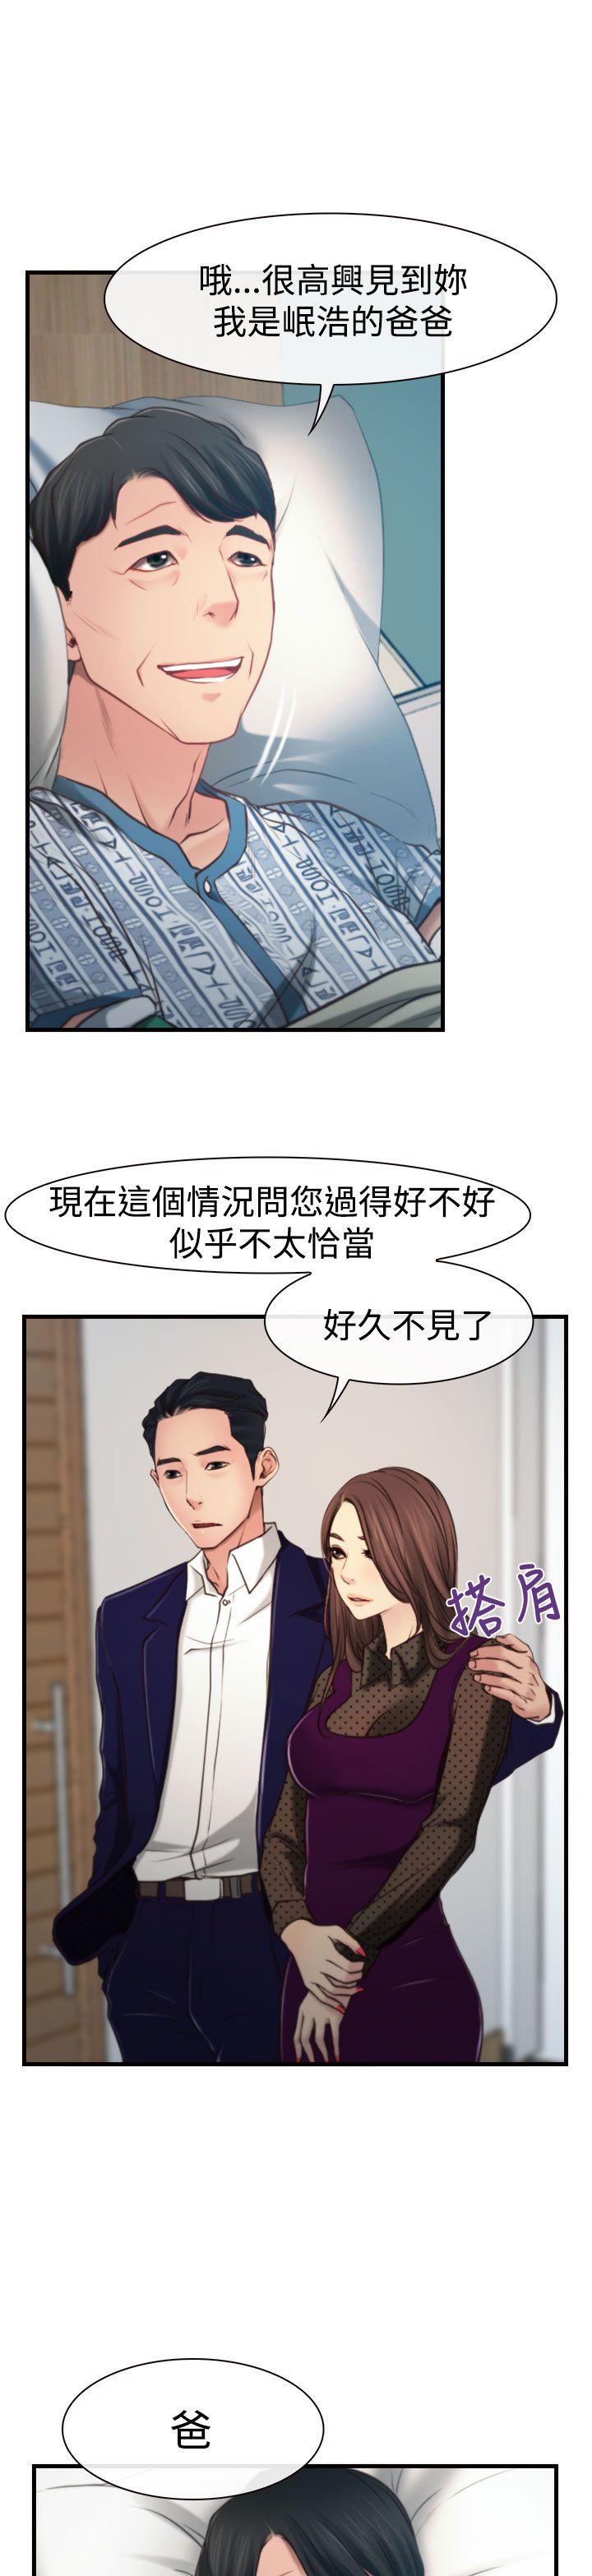 哦...很高興見到妳
我是岷浩的爸爸
現在這個情況問您過得好不好
似乎不太恰當
好久不見了
搭肩
爸